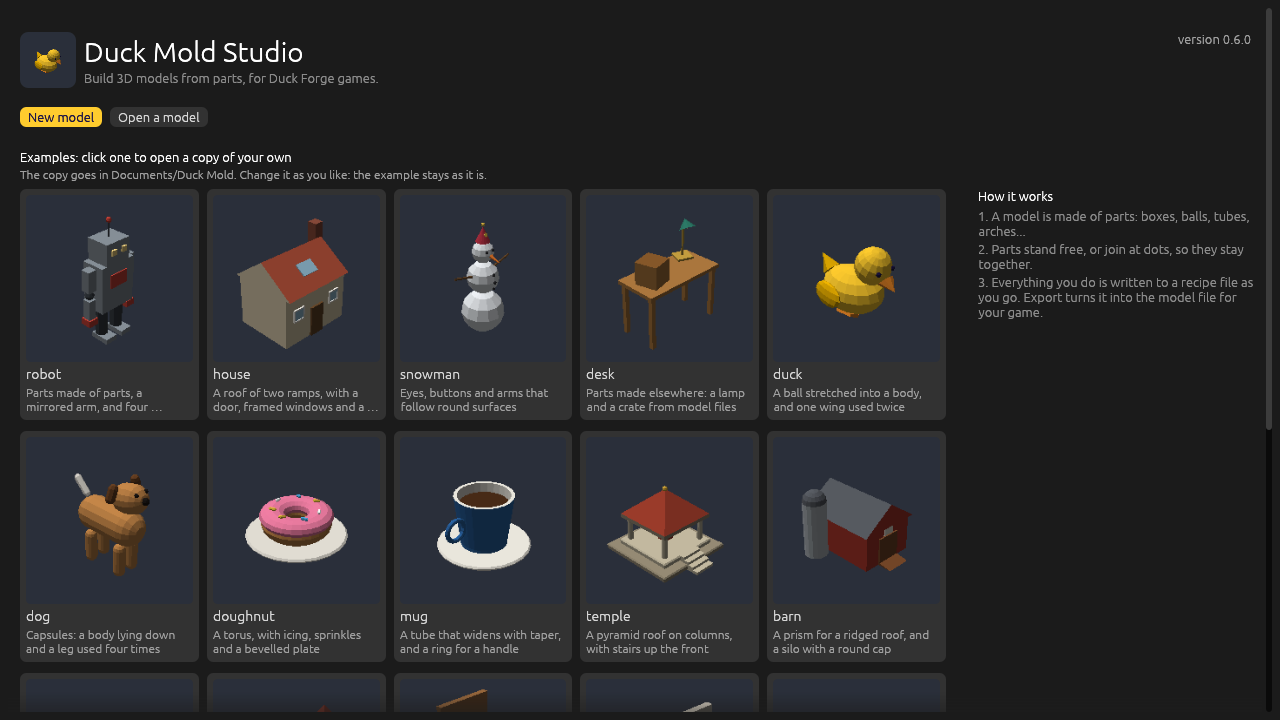 Duck Mold Studio
Build 3D models from parts, for Duck Forge games.
version 0.6.0
New model
Open a model
Examples: click one to open a copy of your own
The copy goes in Documents/Duck Mold. Change it as you like: the example stays as it is.
robot
Parts made of parts, a
mirrored arm, and four ...
house
A roof of two ramps, with a
door, framed windows and a ...
snowman
Eyes, buttons and arms that
follow round surfaces
desk
Parts made elsewhere: a lamp
and a crate from model files
duck
A ball stretched into a body,
and one wing used twice
How it works
1. A model is made of parts: boxes, balls, tubes,
arches...
2. Parts stand free, or join at dots, so they stay
together.
3. Everything you do is written to a recipe file as
you go. Export turns it into the model file for
your game.
dog
Capsules: a body lying down
and a leg used four times
doughnut
A torus, with icing, sprinkles
and a bevelled plate
mug
A tube that widens with taper,
and a ring for a handle
temple
A pyramid roof on columns,
with stairs up the front
barn
A prism for a ridged roof, and
a silo with a round cap